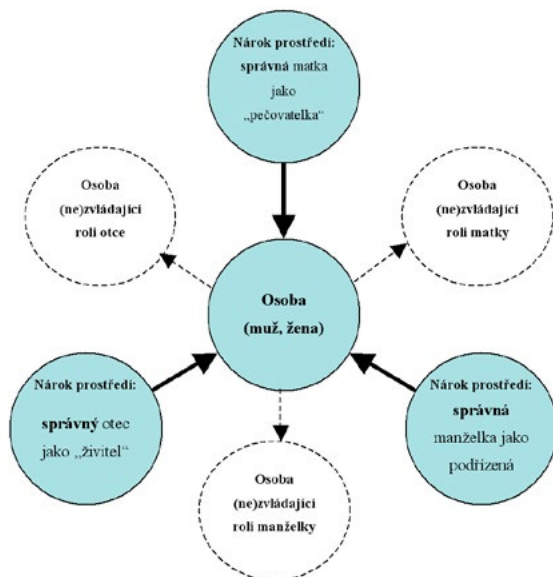 Nárok prostředí:
správná matka
jako
„pečovatelka“
Osoba
(ne)zvládající
roli otce
Osoba
(ne)zvládající
roli matky
Osoba
(muž, žena)
Nárok prostředí:
správný otec
jako „živitel“
Nárok prostředí:
správná
manželka jako
podřízená
Osoba
(ne)zvládající
roli manželky